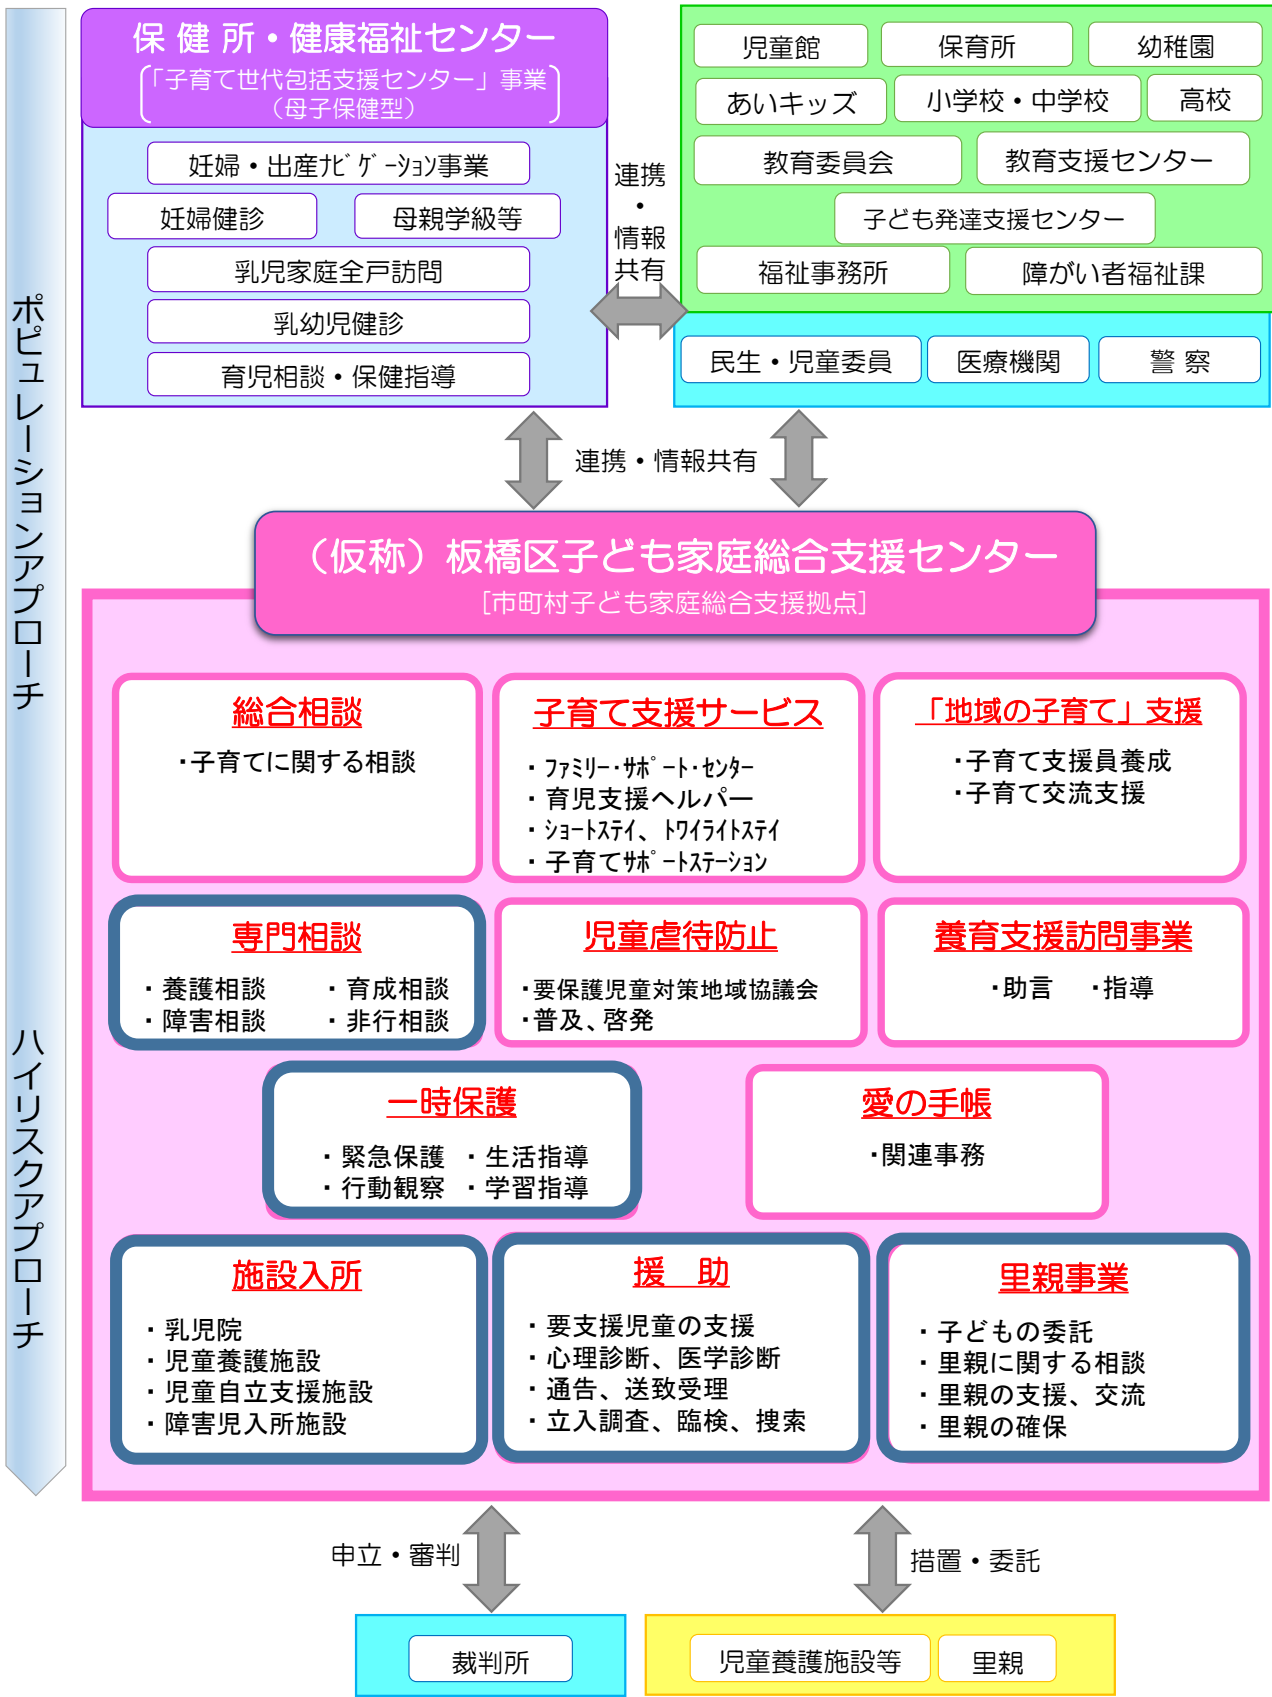 保健所・健康福祉センター
「子育て世代包括支援センター」事業
（母子保健型）
妊婦・出産ﾅﾋﾞｹﾞｰｼｮﾝ事業
妊婦健診
母親学級等
乳児家庭全戸訪問
乳幼児健診
育児相談・保健指導
連携
・
情報
共有
児童館
保育所
幼稚園
あいキッズ
小学校・中学校
高校
教育委員会
教育支援センター
子ども発達支援センター
福祉事務所
障がい者福祉課
民生・児童委員
医療機関
警察
連携・情報共有
ポピュレーションアプローチ
ハイリスクアプローチ
（仮称）板橋区子ども家庭総合支援センター
[市町村子ども家庭総合支援拠点]
総合相談
・子育てに関する相談
子育て支援サービス
・ﾌｧﾐﾘｰ･ｻﾎﾟｰﾄ･ｾﾝﾀｰ
・育児支援ヘルパー
・ｼｮｰﾄｽﾃｲ、ﾄﾜｲﾗｲﾄｽﾃｲ
・子育てｻﾎﾟｰﾄｽﾃｰｼｮﾝ
「地域の子育て」支援
・子育て支援員養成
・子育て交流支援
専門相談
・養護相談　・育成相談
・障害相談　・非行相談
児童虐待防止
・要保護児童対策地域協議会
・普及、啓発
養育支援訪問事業
・助言　・指導
一時保護
・緊急保護　・生活指導
・行動観察　・学習指導
愛の手帳
・関連事務
施設入所
・乳児院
・児童養護施設
・児童自立支援施設
・障害児入所施設
援　助
・要支援児童の支援
・心理診断、医学診断
・通告、送致受理
・立入調査、臨検、捜索
里親事業
・子どもの委託
・里親に関する相談
・里親の支援、交流
・里親の確保
申立・審判
措置・委託
裁判所
児童養護施設等
里親